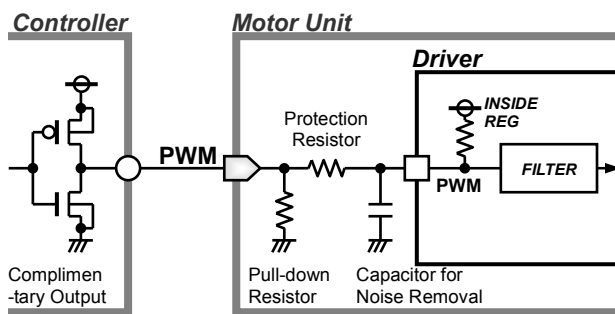 Controller
Motor Unit
Driver
INSIDE
REG
Protection
Resistor
PWM
PWM
FILTER
Complimen
-tary Output
Pull-down
Resistor
Capacitor for
Noise Removal